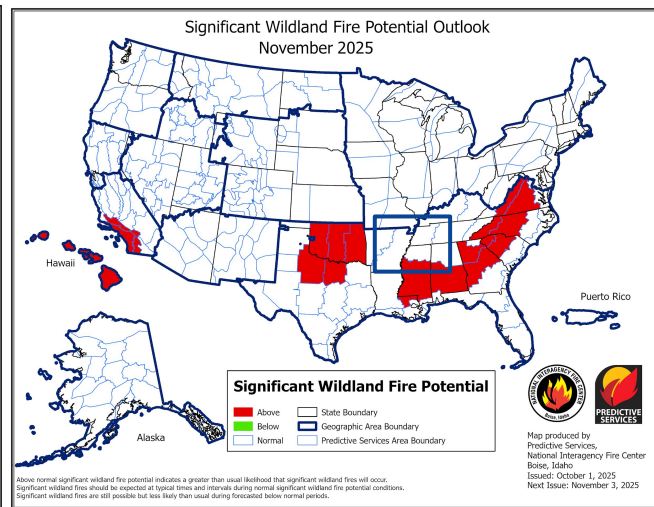 Significant Wildland Fire Potential Outlook
November 2025
Hawaii
Puerto Rico
Alaska
Significant Wildland Fire Potential
Above
Below
Normal
State Boundary
Geographic Area Boundary
Predictive Services Area Boundary
NATIONAL INTERAGENCY FIRE CENTER
Boise, Idaho
PREDICTIVE
SERVICES
Map produced by
Predictive Services,
National Interagency Fire Center
Boise, Idaho
Issued: October 1, 2025
Next Issue: November 3, 2025
Above normal significant wildland fire potential indicates a greater than usual likelihood that significant wildland fires will occur.
Significant wildland fires should be expected at typical times and intervals during normal significant wildland fire potential conditions.
Significant wildland fires are still possible but less likely than usual during forecasted below normal periods.